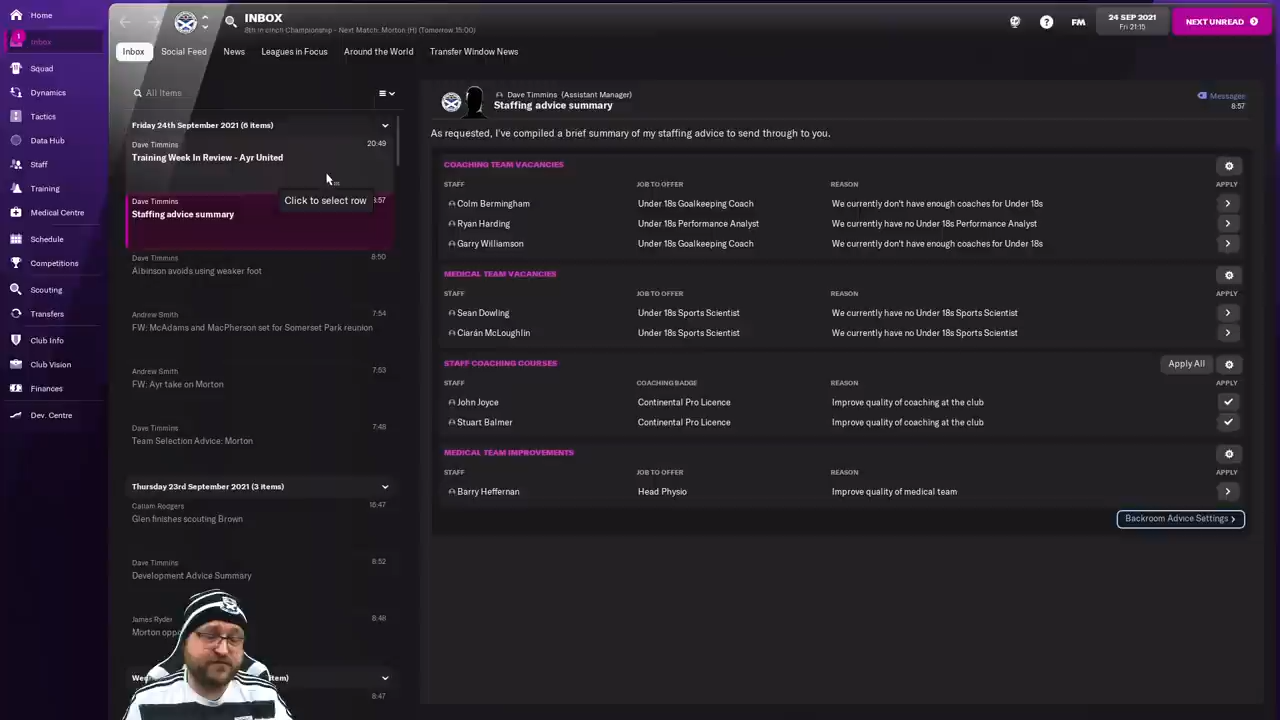 Home
INBOX
8th in cinch Championship - Next Match: Morton (H) (Tomorrow 15:00)
FM
24 SEP 2021
Fri 21:15
NEXT UNREAD
1
Inbox
Squad
Dynamics
Tactics
Data Hub
Staff
Training
Medical Centre
Schedule
Competitions
Scouting
Transfers
Club Info
Club Vision
Finances
Dev. Centre
Inbox
Social Feed
News
Leagues in Focus
Around the World
Transfer Window News
All Items
Friday 24th September 2021 (6 items)
Dave Timmins
20:49
Training Week In Review - Ayr United
Click to select row
Dave Timmins
8:57
Staffing advice summary
Dave Timmins
8:50
Albinson avoids using weaker foot
Andrew Smith
7:54
FW: McAdams and MacPherson set for Somerset Park reunion
Andrew Smith
7:53
FW: Ayr take on Morton
Dave Timmins
7:48
Team Selection Advice: Morton
Thursday 23rd September 2021 (3 items)
Callam Rodgers
16:47
Glen finishes scouting Brown
Dave Timmins
8:52
Development Advice Summary
James Ryder
8:48
Morton opp
8:47
Dave Timmins (Assistant Manager)
Staffing advice summary
Messages
8:57
As requested, I've compiled a brief summary of my staffing advice to send through to you.
COACHING TEAM VACANCIES
STAFF JOB TO OFFER REASON APPLY
Colm Bermingham Under 18s Goalkeeping Coach We currently don't have enough coaches for Under 18s
Ryan Harding Under 18s Performance Analyst We currently have no Under 18s Performance Analyst
Garry Williamson Under 18s Goalkeeping Coach We currently don't have enough coaches for Under 18s
MEDICAL TEAM VACANCIES
STAFF JOB TO OFFER REASON APPLY
Sean Dowling Under 18s Sports Scientist We currently have no Under 18s Sports Scientist
Ciarán McLoughlin Under 18s Sports Scientist We currently have no Under 18s Sports Scientist
STAFF COACHING COURSES Apply All
STAFF COACHING BADGE REASON APPLY
John Joyce Continental Pro Licence Improve quality of coaching at the club
Stuart Balmer Continental Pro Licence Improve quality of coaching at the club
MEDICAL TEAM IMPROVEMENTS
STAFF JOB TO OFFER REASON APPLY
Barry Heffernan Head Physio Improve quality of medical team
Backroom Advice Settings